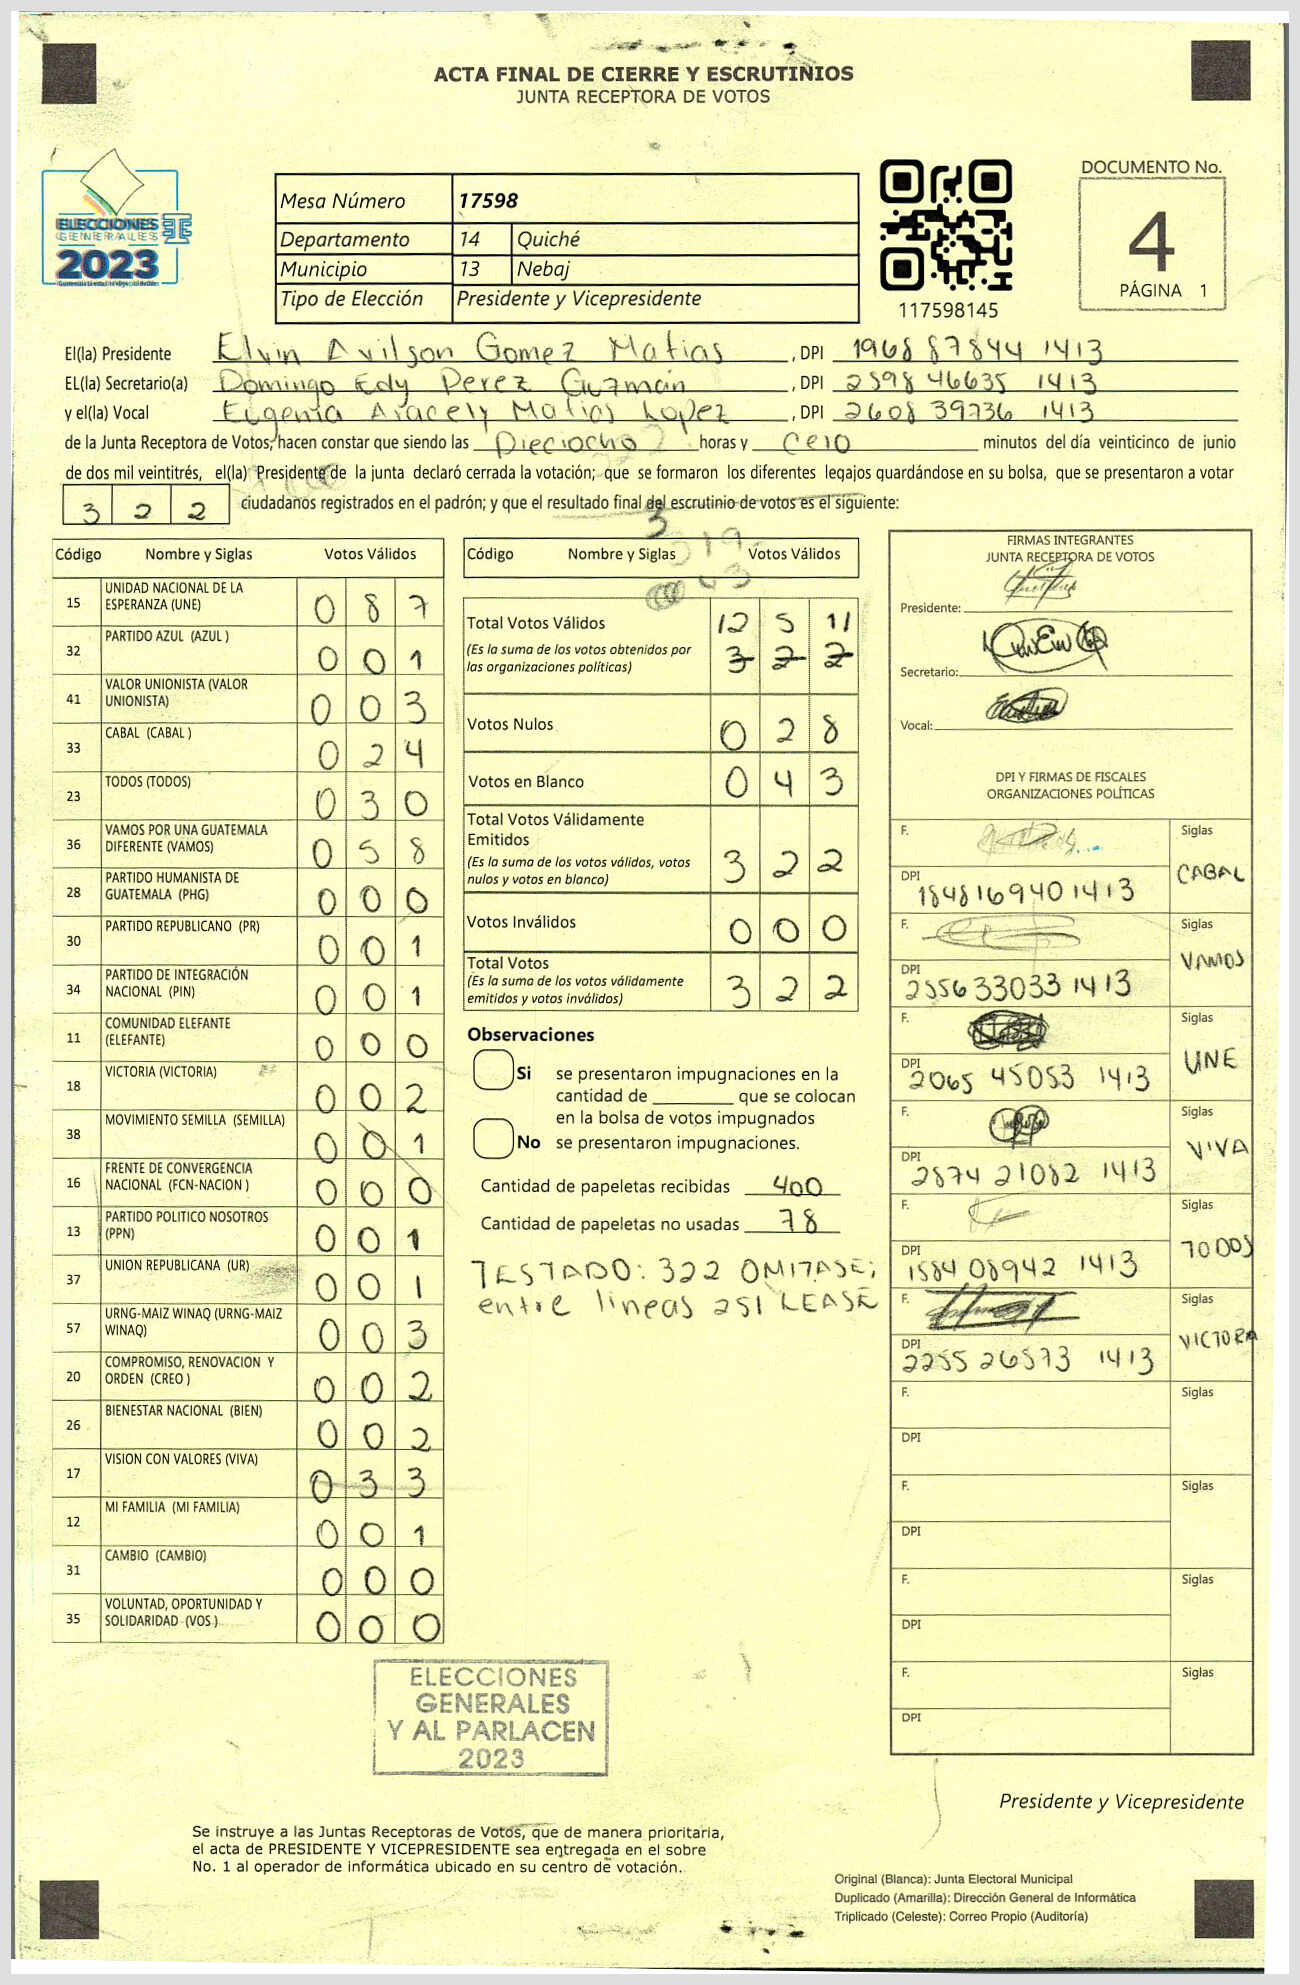 ACTA FINAL DE CIERRE Y ESCRUTINIOS
JUNTA RECEPTORA DE VOTOS
ELECCIONES
GENERALES
2023
Mesa Número 17598
Departamento 14 Quiché
Municipio 13 Nebaj
Tipo de Elección Presidente y Vicepresidente
117598145
DOCUMENTO No.
4
PÁGINA 1
El(la) Presidente Elvin Avilson Gomez Matias, DPI 1968 87844 1413
EL(la) Secretario(a) Domingo Edy Perez Guzmán, DPI 2598 46635 1413
y el(la) Vocal Eugenia Aracely Matias Lopez, DPI 2608 39736 1413
de la Junta Receptora de Votos, hacen constar que siendo las Dieciocho horas y cero minutos del día veinticinco de junio
de dos mil veintitrés, el(la) Presidente de la junta declaró cerrada la votación; que se formaron los diferentes legajos quardándose en su bolsa, que se presentaron a votar
3 2 2 ciudadanos registrados en el padrón; y que el resultado final del escrutinio de votos es el siguiente:
Código Nombre y Siglas Votos Válidos
15 UNIDAD NACIONAL DE LA ESPERANZA (UNE) 0 8 7
32 PARTIDO AZUL (AZUL ) 0 0 1
41 VALOR UNIONISTA (VALOR UNIONISTA) 0 0 3
33 CABAL (CABAL ) 0 2 4
23 TODOS (TODOS) 0 3 0
36 VAMOS POR UNA GUATEMALA DIFERENTE (VAMOS) 0 5 8
28 PARTIDO HUMANISTA DE GUATEMALA (PHG) 0 0 0
30 PARTIDO REPUBLICANO (PR) 0 0 1
34 PARTIDO DE INTEGRACIÓN NACIONAL (PIN) 0 0 1
11 COMUNIDAD ELEFANTE (ELEFANTE) 0 0 0
18 VICTORIA (VICTORIA) 0 0 2
38 MOVIMIENTO SEMILLA (SEMILLA) 0 0 1
16 FRENTE DE CONVERGENCIA NACIONAL (FCN-NACION ) 0 0 0
13 PARTIDO POLITICO NOSOTROS (PPN) 0 0 1
37 UNION REPUBLICANA (UR) 0 0 1
57 URNG-MAIZ WINAQ (URNG-MAIZ WINAQ) 0 0 3
20 COMPROMISO, RENOVACION Y ORDEN (CREO ) 0 0 2
26 BIENESTAR NACIONAL (BIEN) 0 0 2
17 VISION CON VALORES (VIVA) 0 3 3
12 MI FAMILIA (MI FAMILIA) 0 0 1
31 CAMBIO (CAMBIO) 0 0 0
35 VOLUNTAD, OPORTUNIDAD Y SOLIDARIDAD (VOS ) 0 0 0
Código Nombre y Siglas Votos Válidos
Total Votos Válidos 12 5 11
(Es la suma de los votos obtenidos por las organizaciones políticas) 3 2 2
Votos Nulos 0 2 8
Votos en Blanco 0 4 3
Total Votos Válidamente Emitidos
(Es la suma de los votos válidos, votos nulos y votos en blanco) 3 2 2
Votos Inválidos 0 0 0
Total Votos
(Es la suma de los votos válidamente emitidos y votos inválidos) 3 2 2
Observaciones
Si se presentaron impugnaciones en la
cantidad de ________ que se colocan
en la bolsa de votos impugnados
No se presentaron impugnaciones.
Cantidad de papeletas recibidas 400
Cantidad de papeletas no usadas 78
TESTADO: 322 OMITASE;
entre lineas 251 LEASE
FIRMAS INTEGRANTES
JUNTA RECEPTORA DE VOTOS
Presidente:
Secretario:
Vocal:
DPI Y FIRMAS DE FISCALES
ORGANIZACIONES POLÍTICAS
F. Siglas
DPI 1848169401413 CABAL
F. Siglas
DPI 2556 33033 1413 VAMOS
F. Siglas
DPI 2065 45053 1413 UNE
F. Siglas
DPI 2874 21082 1413 VIVA
F. Siglas
DPI 1584 08942 1413 TODOS
F. Siglas
DPI 2255 26573 1413 VICTORA
F. Siglas
DPI
F. Siglas
DPI
F. Siglas
DPI
F. Siglas
DPI
ELECCIONES
GENERALES
Y AL PARLACEN
2023
Presidente y Vicepresidente
Se instruye a las Juntas Receptoras de Votos, que de manera prioritaria,
el acta de PRESIDENTE Y VICEPRESIDENTE sea entregada en el sobre
No. 1 al operador de informática ubicado en su centro de votación.
Original (Blanca): Junta Electoral Municipal
Duplicado (Amarilla): Dirección General de Informática
Triplicado (Celeste): Correo Propio (Auditoría)